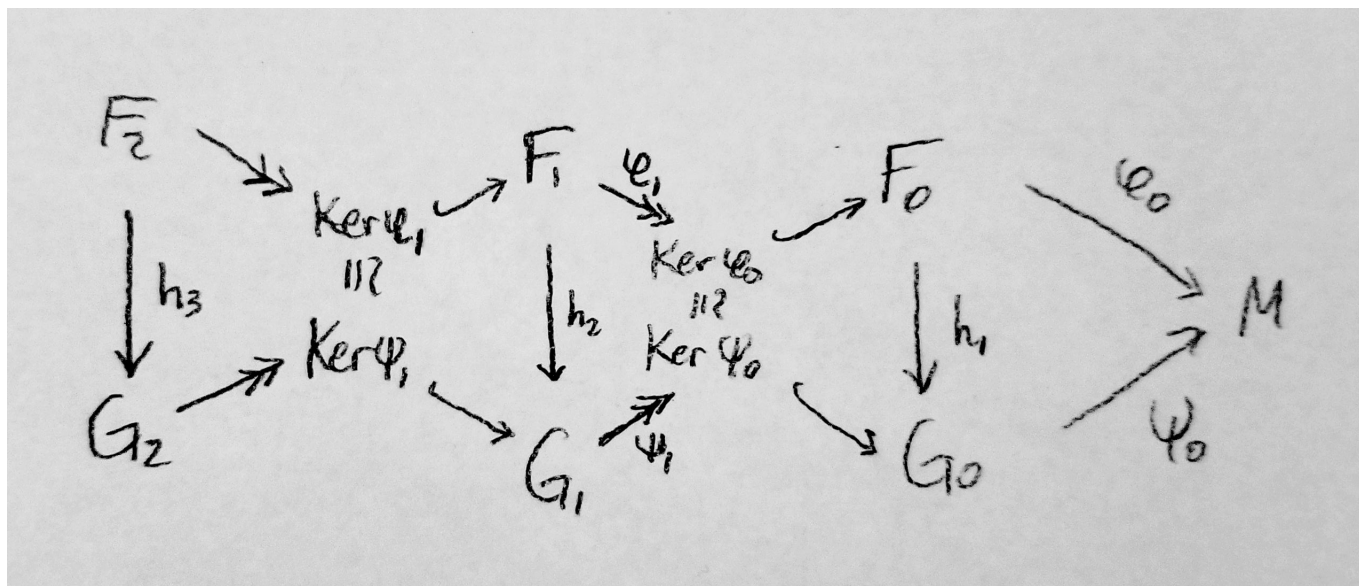 F₂ F₁ φ₁ F₀ φ₀
Ker φ₁ Ker φ₀
≅ ≅
h₃ h₂ h₁ M
Ker ψ₁ Ker ψ₀
G₂ G₁ ψ₁ G₀ ψ₀